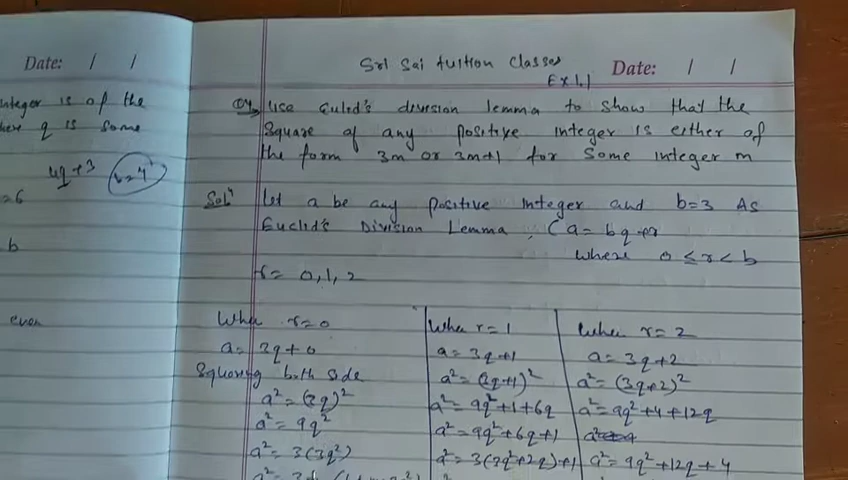 Date: / /
nteger is of the
here q is some
4q+3 b=4
=6
b
even
Sri Sai tuition Classes
Ex 1.1
Date: / /
Q4 Use Eulid's division lemma to show that the
Square of any positive integer is either of
the form 3m or 3m+1 for some integer m
Solⁿ Let a be any positive integer and b=3 As
Euclid's Division Lemma, (a= bq+r
where 0 ≤ r < b
r= 0,1,2
When r=0
a= 3q+0
Squaring both side
a²= (3q)²
a²= 9q²
a²= 3(3q²)
When r=1
a= 3q+1
a²= (3q+1)²
a²= 9q²+1+6q
a²= 9q²+6q+1
a²= 3(3q²+2q)+1
When r=2
a= 3q+2
a²= (3q+2)²
a²= 9q²+4+12q
a²= 9q²+12q+4